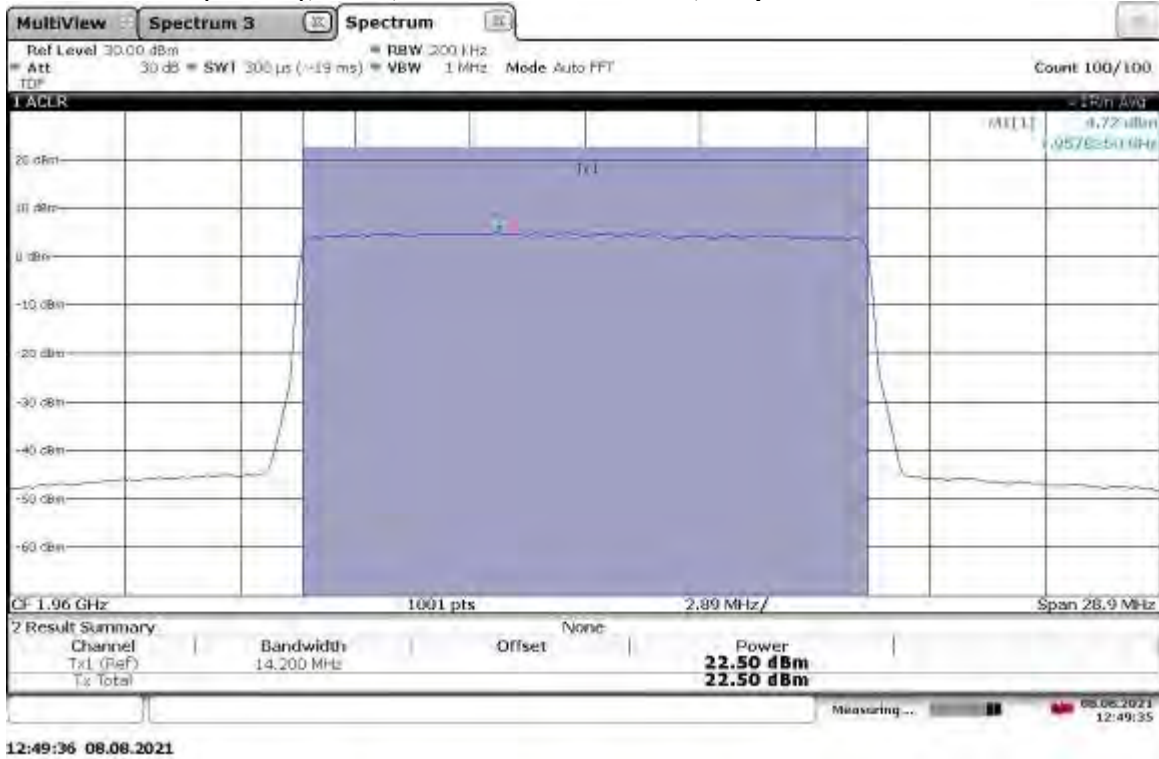 MultiView Spectrum 3 Spectrum
Ref Level 30.00 dBm RBW 200 kHz
Att 30 dB SWT 300 µs (~19 ms) VBW 1 MHz Mode Auto FFT Count 100/100
TDF
1 ACLR 1Rm Avg
M1[1] 4.72 dBm
Tx1
20 dBm
10 dBm
0 dBm
-10 dBm
-20 dBm
-30 dBm
-40 dBm
-50 dBm
-60 dBm
CF 1.96 GHz 1001 pts 2.89 MHz/ Span 28.9 MHz
2 Result Summary None
Channel Bandwidth Offset Power
Tx1 (Ref) 14.200 MHz 22.50 dBm
Tx Total 22.50 dBm
Measuring... 08.08.2021
12:49:35
12:49:36 08.08.2021